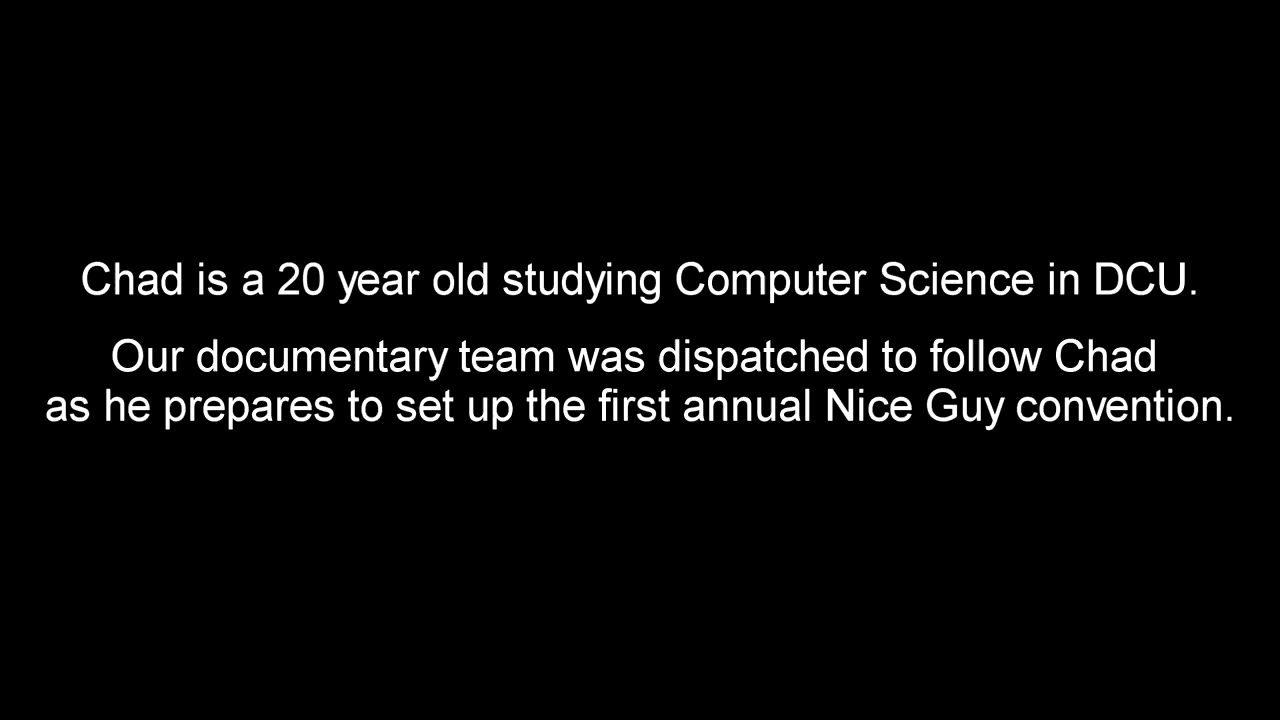 Chad is a 20 year old studying Computer Science in DCU.
Our documentary team was dispatched to follow Chad
as he prepares to set up the first annual Nice Guy convention.